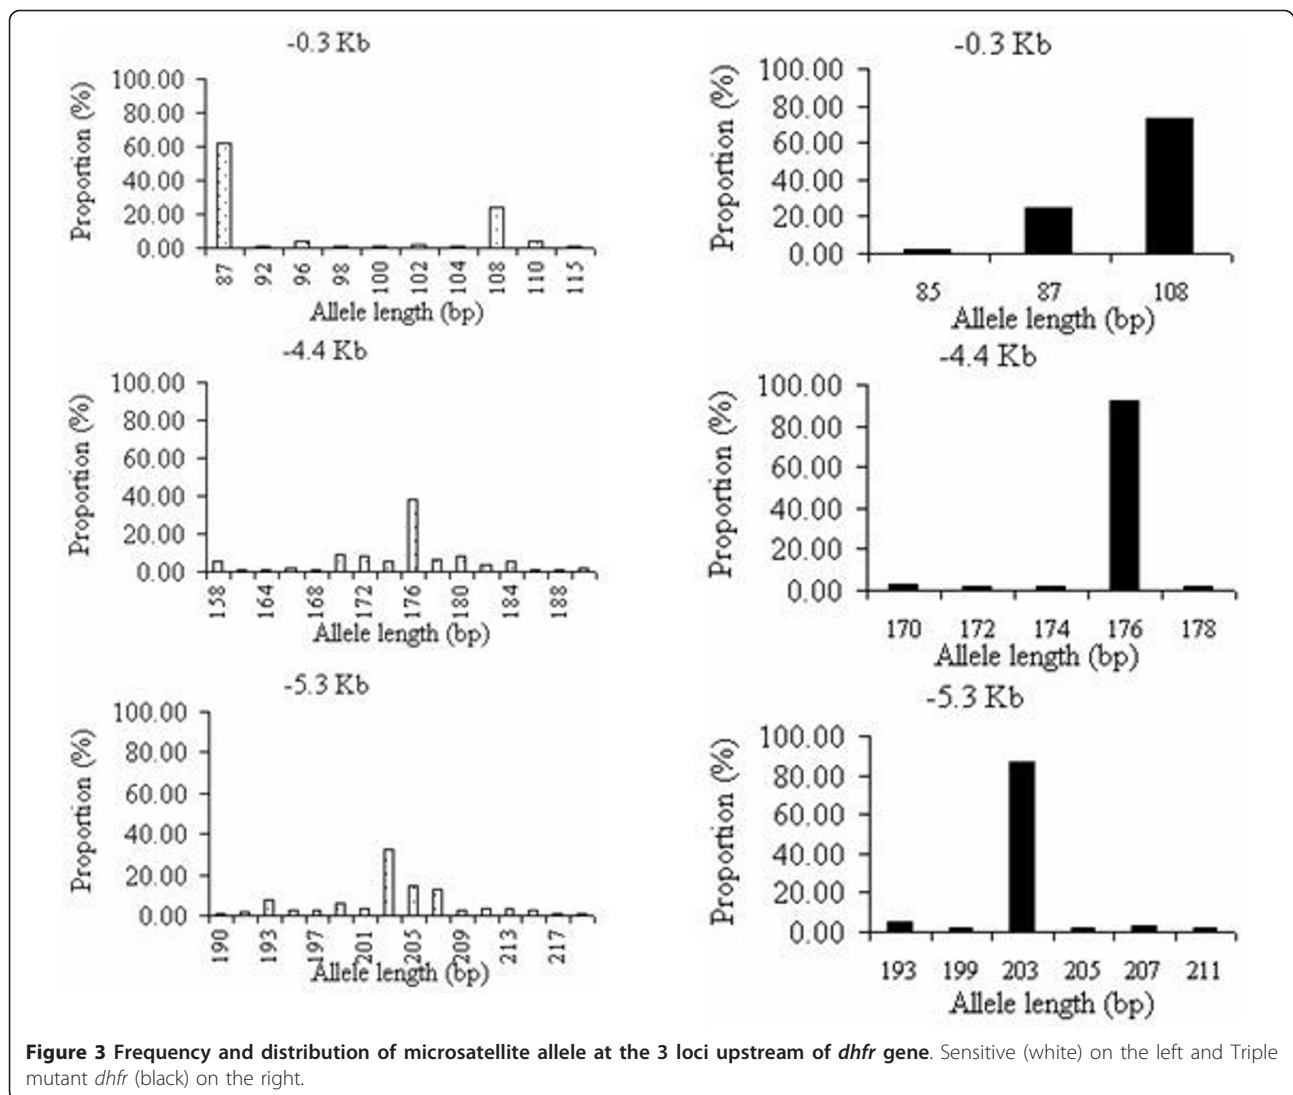 -0.3 Kb
100.00
80.00
60.00
40.00
20.00
0.00
Proportion (%)
87 92 96 98 100 102 104 108 110 115
Allele length (bp)
-0.3 Kb
100.00
80.00
60.00
40.00
20.00
0.00
Proportion (%)
85 87 108
Allele length (bp)
-4.4 Kb
100.00
80.00
60.00
40.00
20.00
0.00
Proportion (%)
158 164 168 172 176 180 184 188
Allele length (bp)
-4.4 Kb
100.00
80.00
60.00
40.00
20.00
0.00
Proportion (%)
170 172 174 176 178
Allele length (bp)
-5.3 Kb
100.00
80.00
60.00
40.00
20.00
0.00
Proportion (%)
190 193 197 201 205 209 213 217
Allele length (bp)
-5.3 Kb
100.00
80.00
60.00
40.00
20.00
0.00
Proportion (%)
193 199 203 205 207 211
Allele length (bp)
Figure 3 Frequency and distribution of microsatellite allele at the 3 loci upstream of dhfr gene. Sensitive (white) on the left and Triple
mutant dhfr (black) on the right.